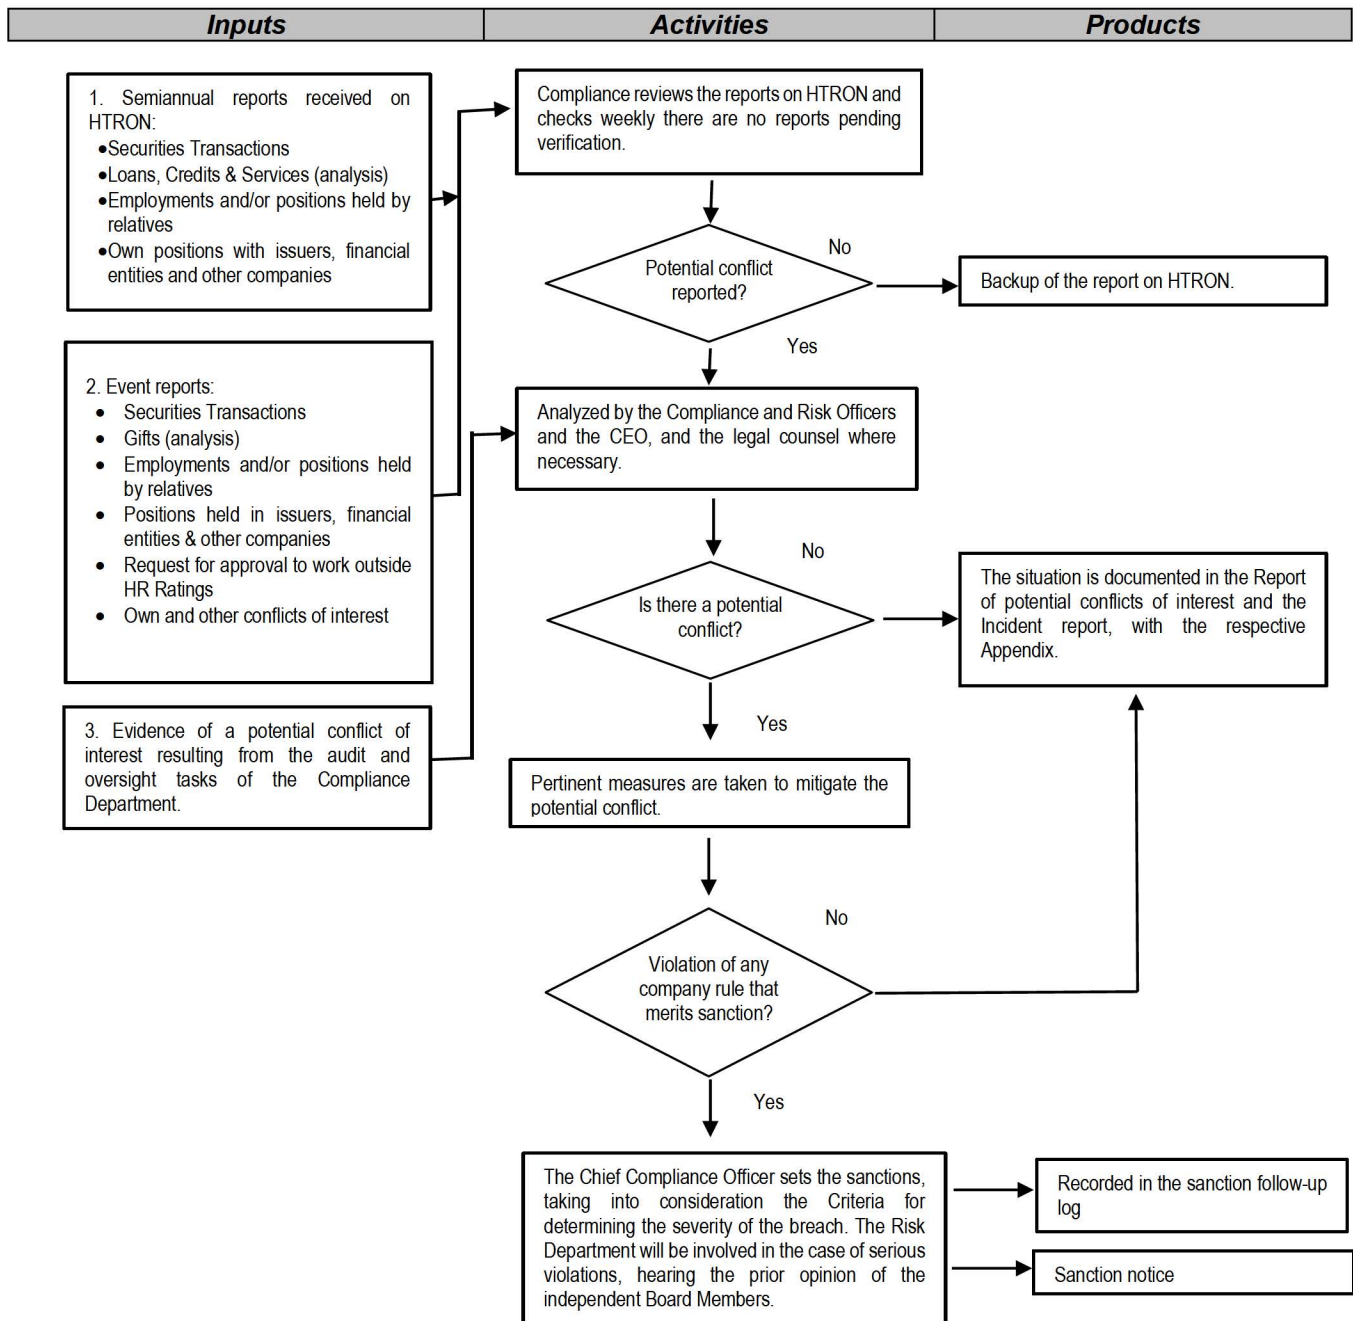 Inputs
Activities
Products
1. Semiannual reports received on
HTRON:
•Securities Transactions
•Loans, Credits & Services (analysis)
•Employments and/or positions held by
relatives
•Own positions with issuers, financial
entities and other companies
Compliance reviews the reports on HTRON and
checks weekly there are no reports pending
verification.
Potential conflict
reported?
No
Backup of the report on HTRON.
Yes
2. Event reports:
• Securities Transactions
• Gifts (analysis)
• Employments and/or positions held
by relatives
• Positions held in issuers, financial
entities & other companies
• Request for approval to work outside
HR Ratings
• Own and other conflicts of interest
Analyzed by the Compliance and Risk Officers
and the CEO, and the legal counsel where
necessary.
No
Is there a potential
conflict?
The situation is documented in the Report
of potential conflicts of interest and the
Incident report, with the respective
Appendix.
Yes
3. Evidence of a potential conflict of
interest resulting from the audit and
oversight tasks of the Compliance
Department.
Pertinent measures are taken to mitigate the
potential conflict.
No
Violation of any
company rule that
merits sanction?
Yes
The Chief Compliance Officer sets the sanctions,
taking into consideration the Criteria for
determining the severity of the breach. The Risk
Department will be involved in the case of serious
violations, hearing the prior opinion of the
independent Board Members.
Recorded in the sanction follow-up
log
Sanction notice